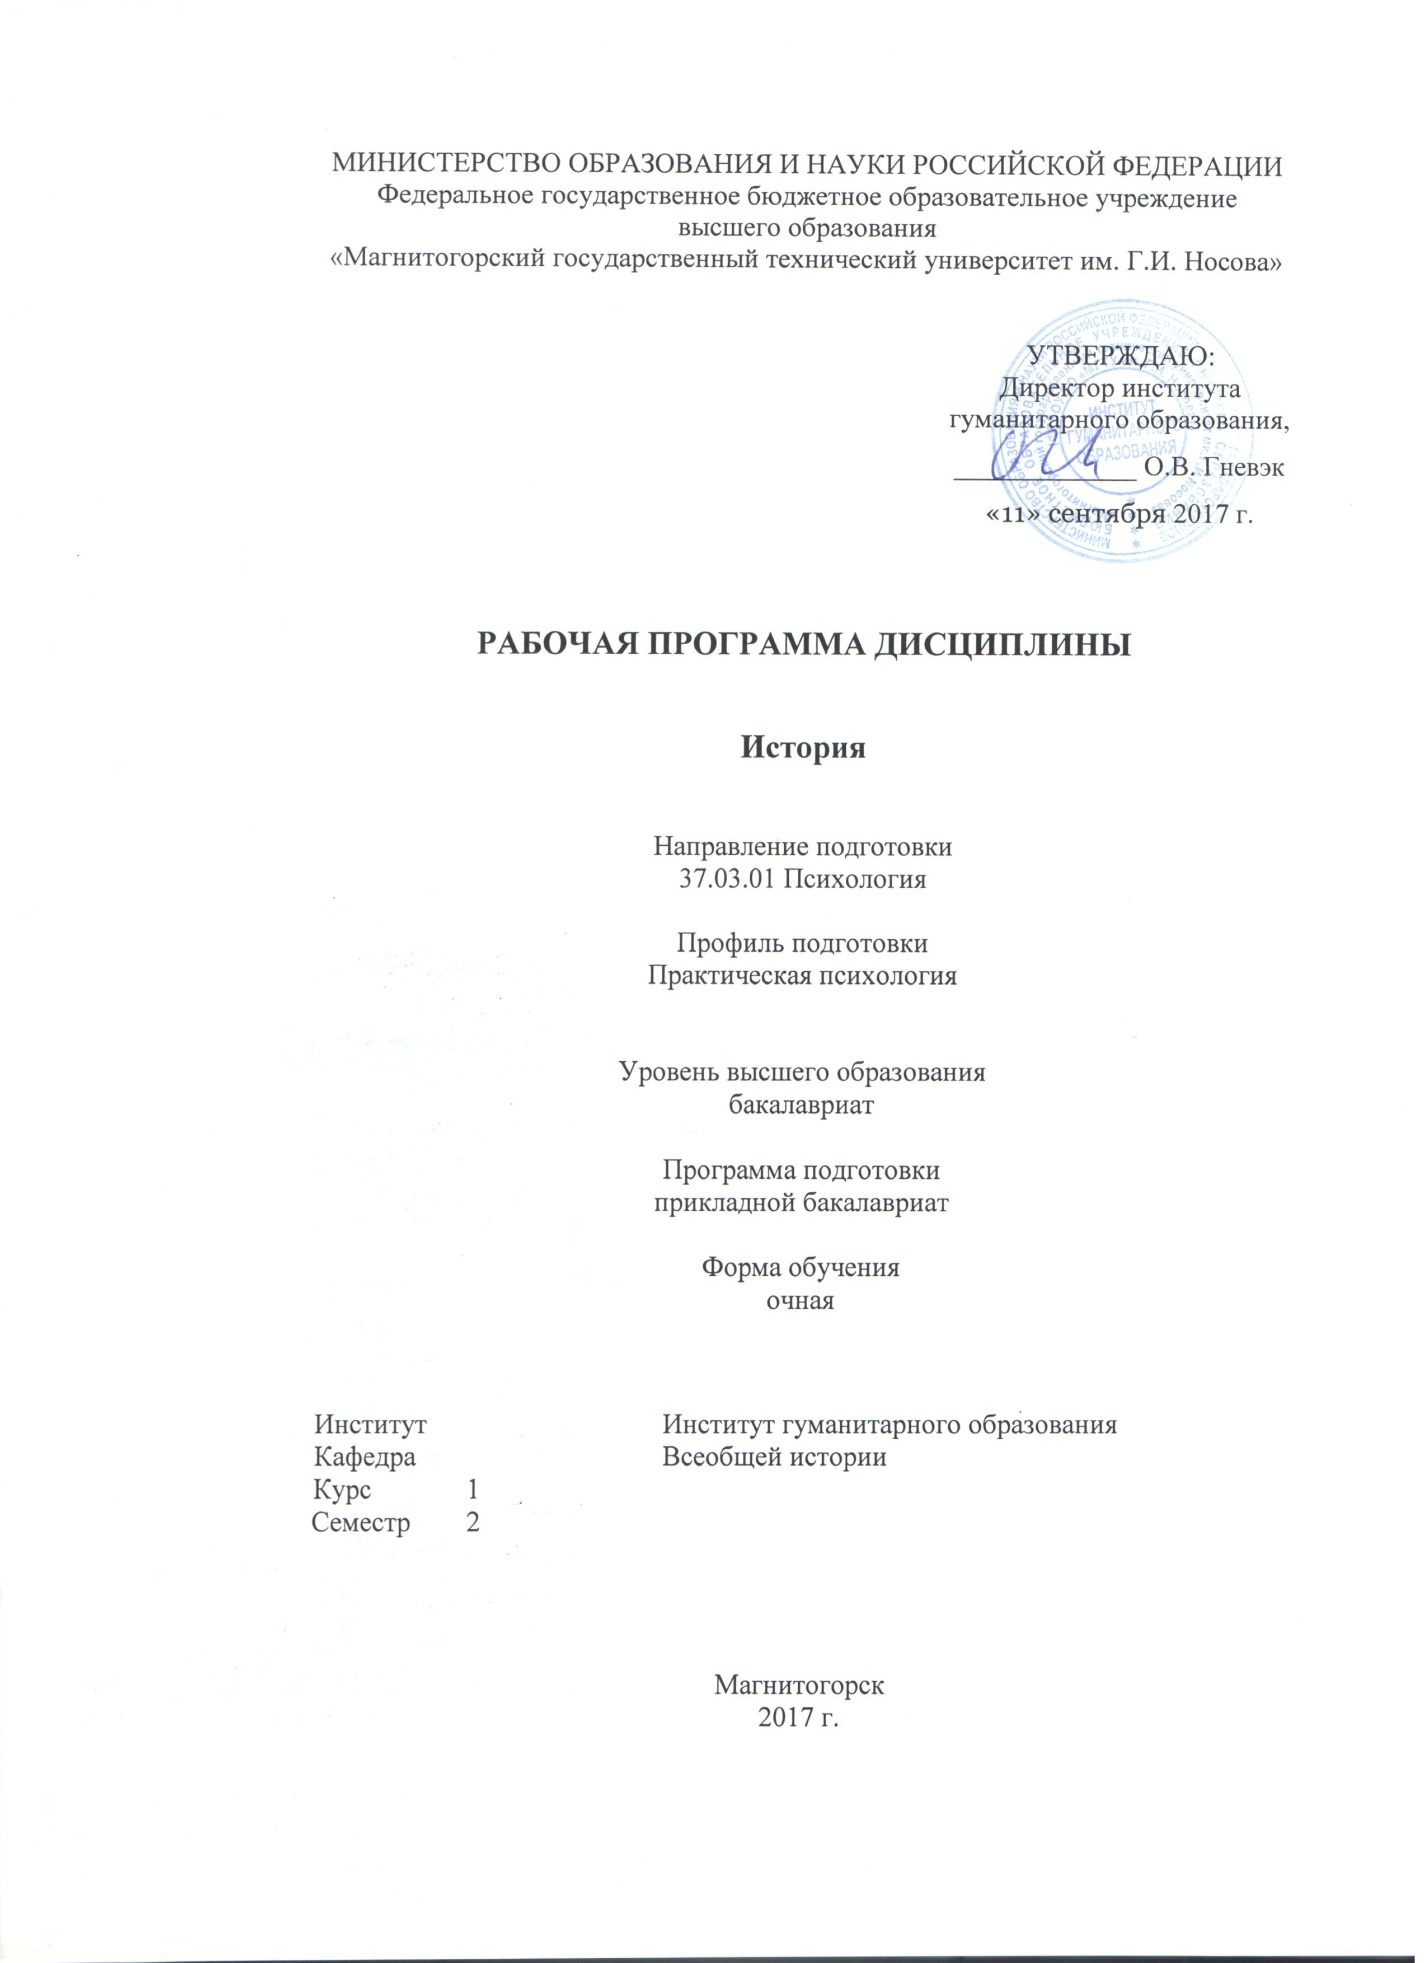 МИНИСТЕРСТВО ОБРАЗОВАНИЯ И НАУКИ РОССИЙСКОЙ ФЕДЕРАЦИИ
Федеральное государственное бюджетное образовательное учреждение
высшего образования
«Магнитогорский государственный технический университет им. Г.И. Носова»
УТВЕРЖДАЮ:
Директор института
гуманитарного образования,
ИНСТИТУТ
ГУМАНИТАРНОГО
ОБРАЗОВАНИЯ
О.В. Гневэк
«11» сентября 2017 г.
РАБОЧАЯ ПРОГРАММА ДИСЦИПЛИНЫ
История
Направление подготовки
37.03.01 Психология
Профиль подготовки
Практическая психология
Уровень высшего образования
бакалавриат
Программа подготовки
прикладной бакалавриат
Форма обучения
очная
Институт Институт гуманитарного образования
Кафедра Всеобщей истории
Курс 1
Семестр 2
Магнитогорск
2017 г.